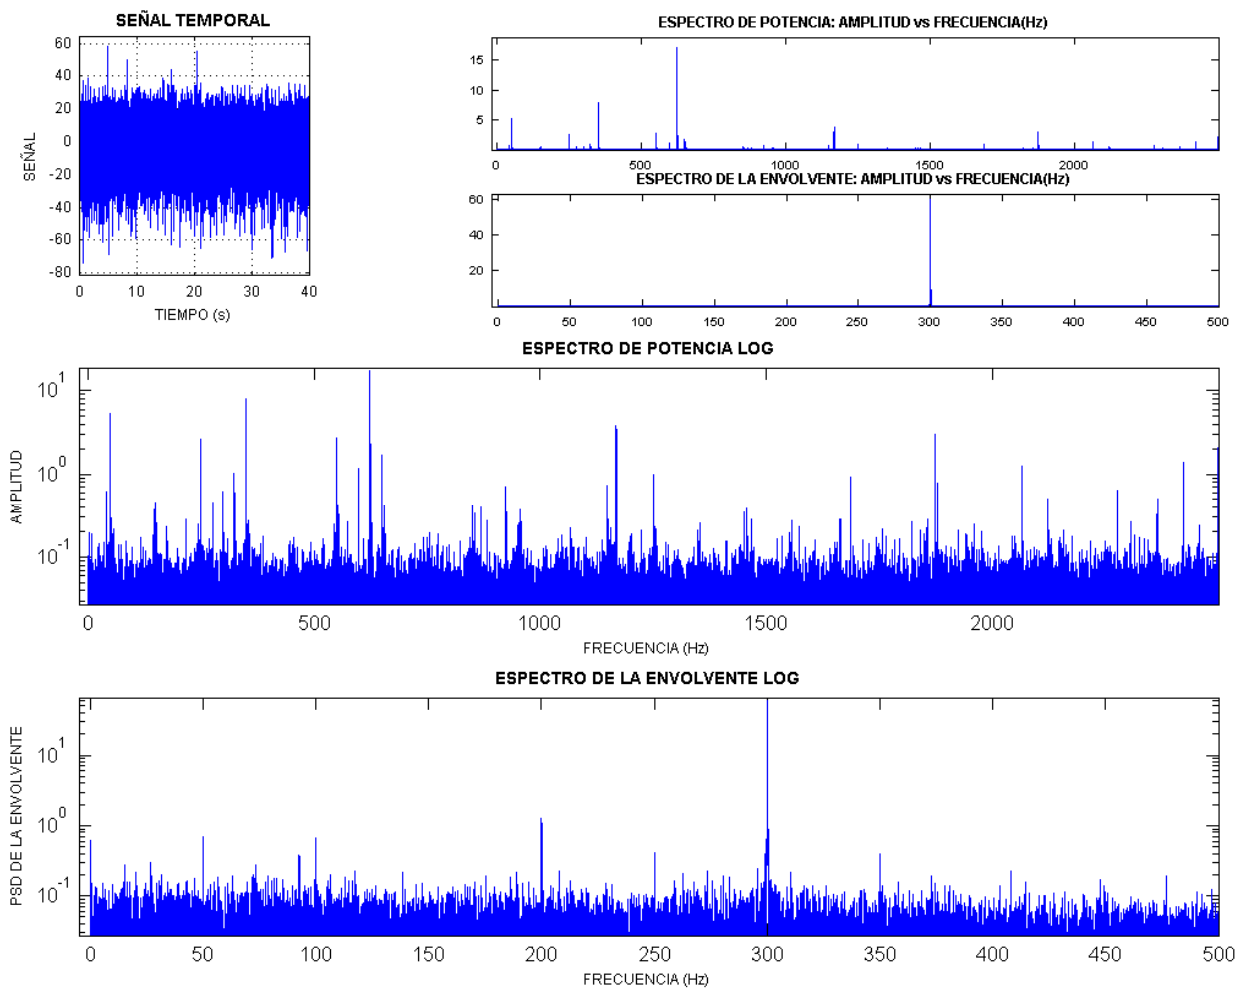 SEÑAL TEMPORAL
60
40
20
0
-20
-40
-60
-80
SEÑAL
0 10 20 30 40
TIEMPO (s)
ESPECTRO DE POTENCIA: AMPLITUD vs FRECUENCIA(Hz)
15
10
5
500 1000 1500 2000
ESPECTRO DE LA ENVOLVENTE: AMPLITUD vs FRECUENCIA(Hz)
60
40
20
0 50 100 150 200 250 300 350 400 450 500
ESPECTRO DE POTENCIA LOG
10^1
10^0
10^-1
AMPLITUD
0 500 1000 1500 2000
FRECUENCIA (Hz)
ESPECTRO DE LA ENVOLVENTE LOG
10^1
10^0
10^-1
PSD DE LA ENVOLVENTE
0 50 100 150 200 250 300 350 400 450 500
FRECUENCIA (Hz)